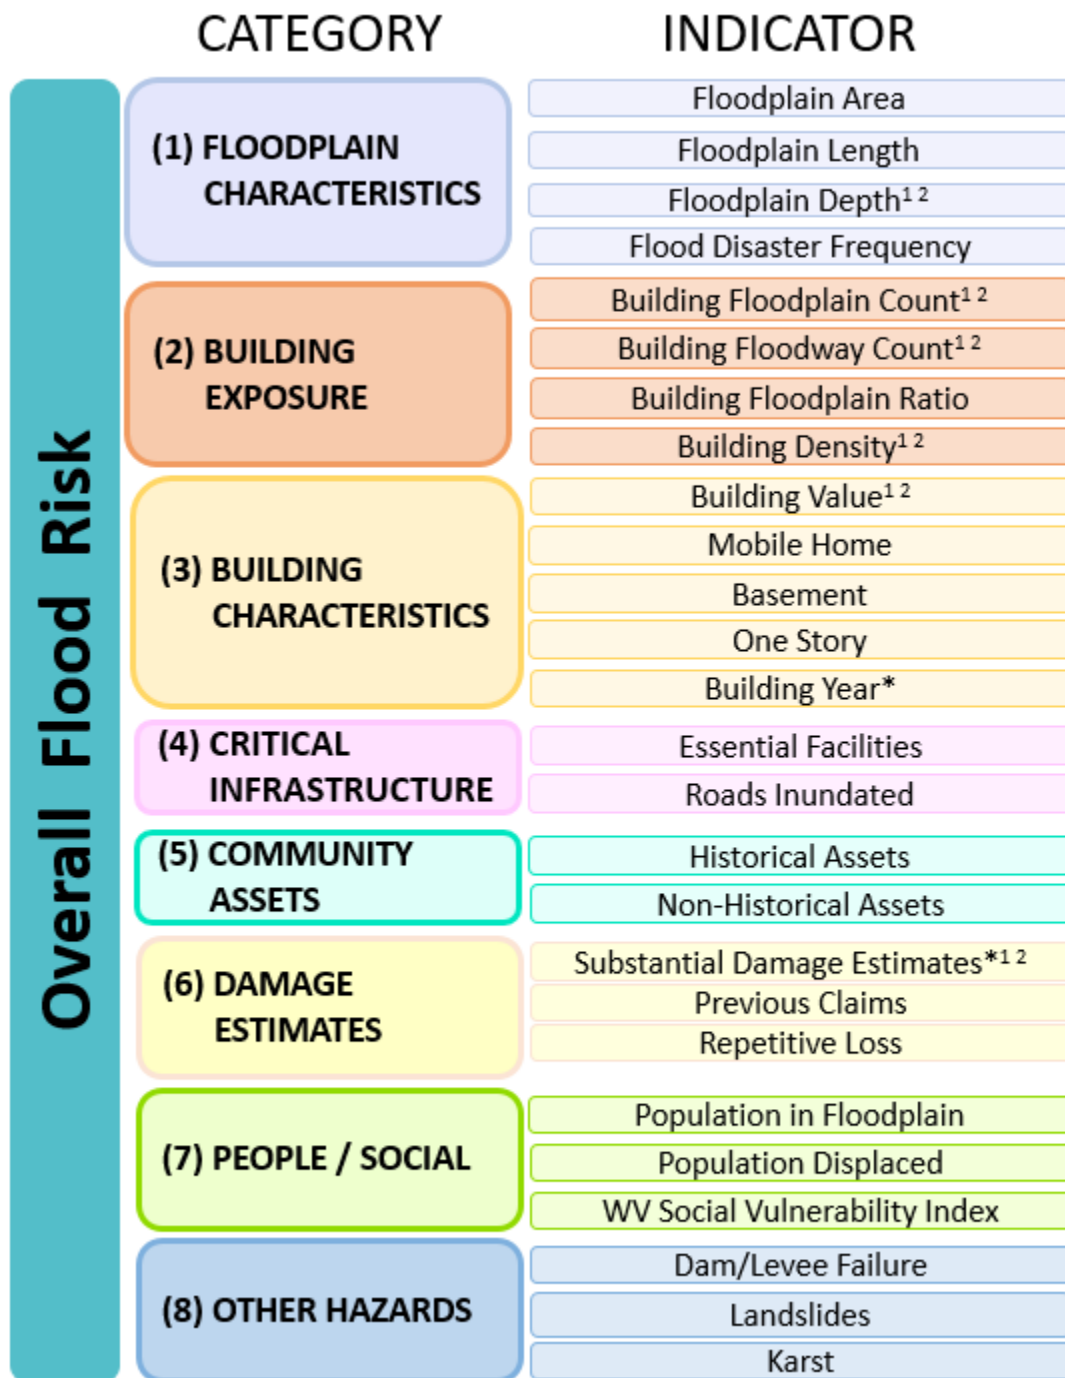 CATEGORY
INDICATOR
Overall Flood Risk
(1) FLOODPLAIN
CHARACTERISTICS
Floodplain Area
Floodplain Length
Floodplain Depth¹ ²
Flood Disaster Frequency
(2) BUILDING
EXPOSURE
Building Floodplain Count¹ ²
Building Floodway Count¹ ²
Building Floodplain Ratio
Building Density¹ ²
(3) BUILDING
CHARACTERISTICS
Building Value¹ ²
Mobile Home
Basement
One Story
Building Year*
(4) CRITICAL
INFRASTRUCTURE
Essential Facilities
Roads Inundated
(5) COMMUNITY
ASSETS
Historical Assets
Non-Historical Assets
(6) DAMAGE
ESTIMATES
Substantial Damage Estimates*¹ ²
Previous Claims
Repetitive Loss
(7) PEOPLE / SOCIAL
Population in Floodplain
Population Displaced
WV Social Vulnerability Index
(8) OTHER HAZARDS
Dam/Levee Failure
Landslides
Karst